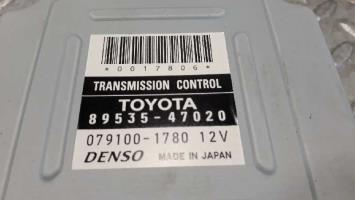 *0017806*
TRANSMISSION CONTROL
TOYOTA
89535-47020
079100-1780 12V
DENSO MADE IN JAPAN